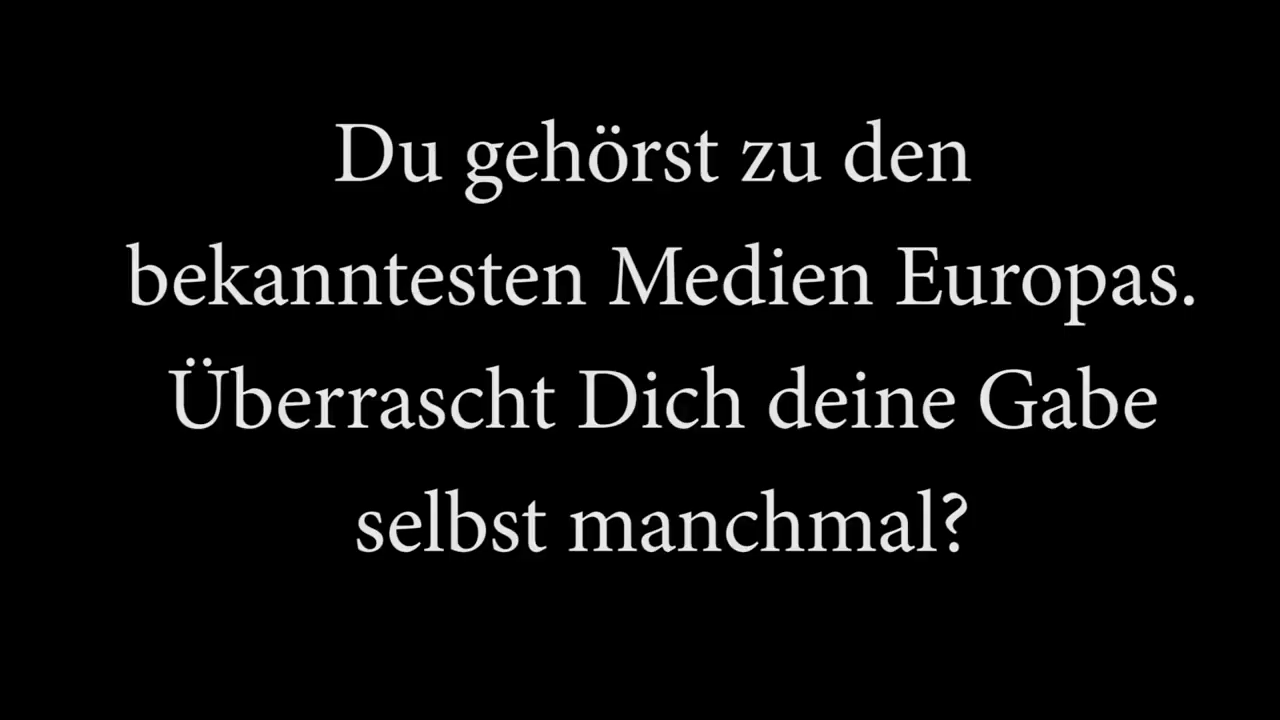 Du gehörst zu den
bekanntesten Medien Europas.
Überrascht Dich deine Gabe
selbst manchmal?